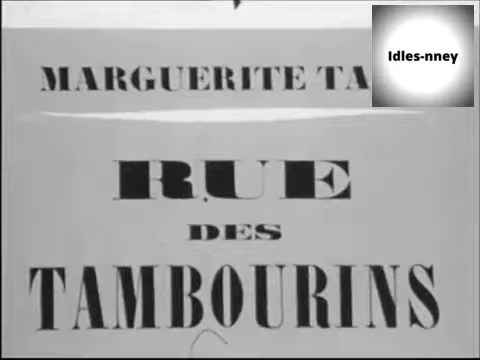 MARGUERITE TA
Idles-nney
RUE
DES
TAMBOURINS